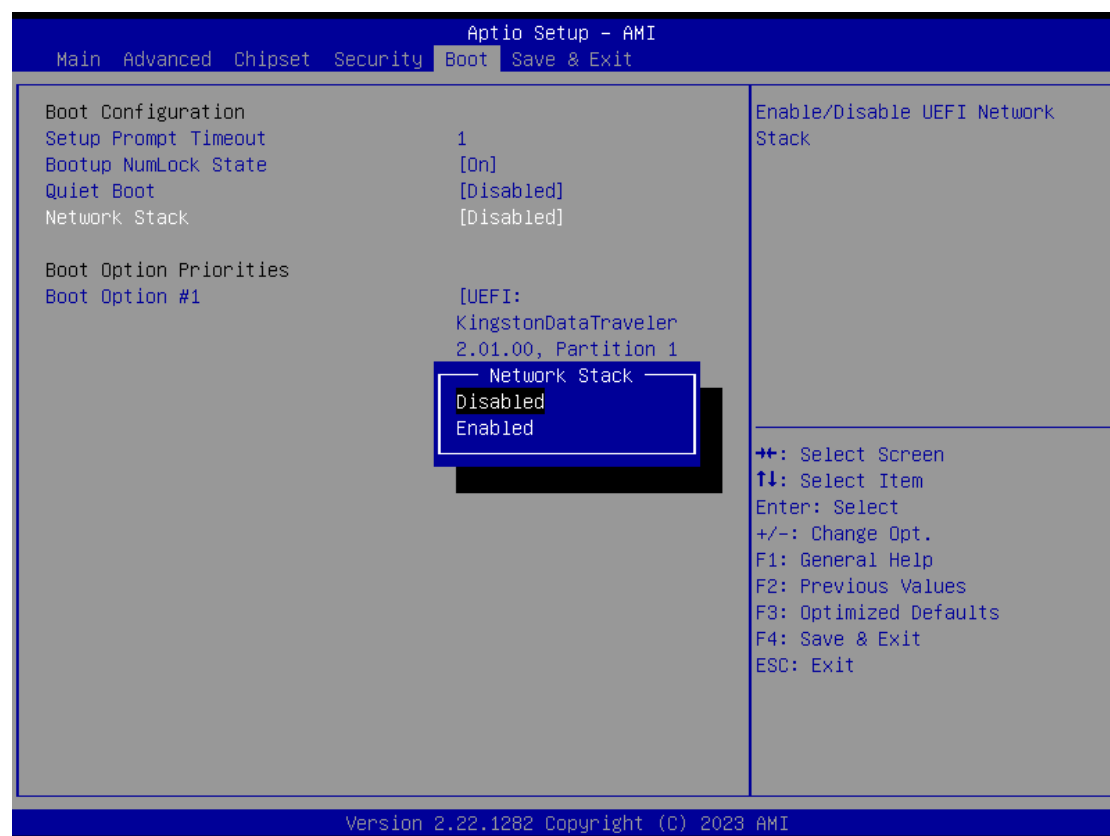 Aptio Setup – AMI
Main Advanced Chipset Security Boot Save & Exit
Boot Configuration
Setup Prompt Timeout 1
Bootup NumLock State [On]
Quiet Boot [Disabled]
Network Stack [Disabled]
Boot Option Priorities
Boot Option #1 [UEFI:
KingstonDataTraveler
2.01.00, Partition 1
Network Stack
Disabled
Enabled
Enable/Disable UEFI Network
Stack
→←: Select Screen
↑↓: Select Item
Enter: Select
+/-: Change Opt.
F1: General Help
F2: Previous Values
F3: Optimized Defaults
F4: Save & Exit
ESC: Exit
Version 2.22.1282 Copyright (C) 2023 AMI